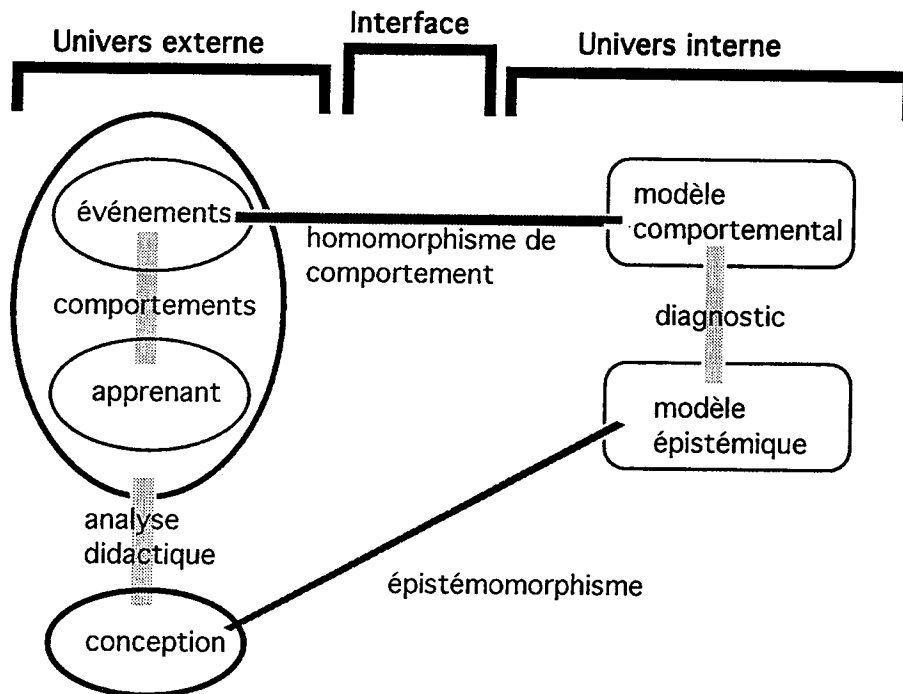 Univers externe
Interface
Univers interne
événements
homomorphisme de
comportement
modèle
comportemental
comportements
diagnostic
apprenant
modèle
épistémique
analyse
didactique
épistémomorphisme
conception